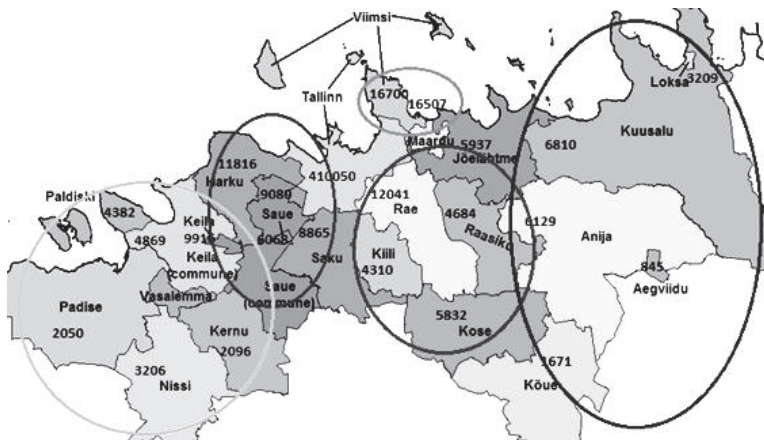 Viimsi
Loksa
3209
Tallinn
16700
16507
Maardu
5937
Jõelähtme
6810
Kuusalu
11816
Harku
410050
9080
Saue
6068
8865
Saku
12041
Rae
4684
Raasiku
6129
Anija
845
Aegviidu
Paldiski
4382
4869
Keila
9916
Keila
(commune)
Kiili
4310
Saue
(commune)
Vasalemma
Padise
2050
Kernu
2096
5832
Kose
3206
Nissi
1671
Kõue